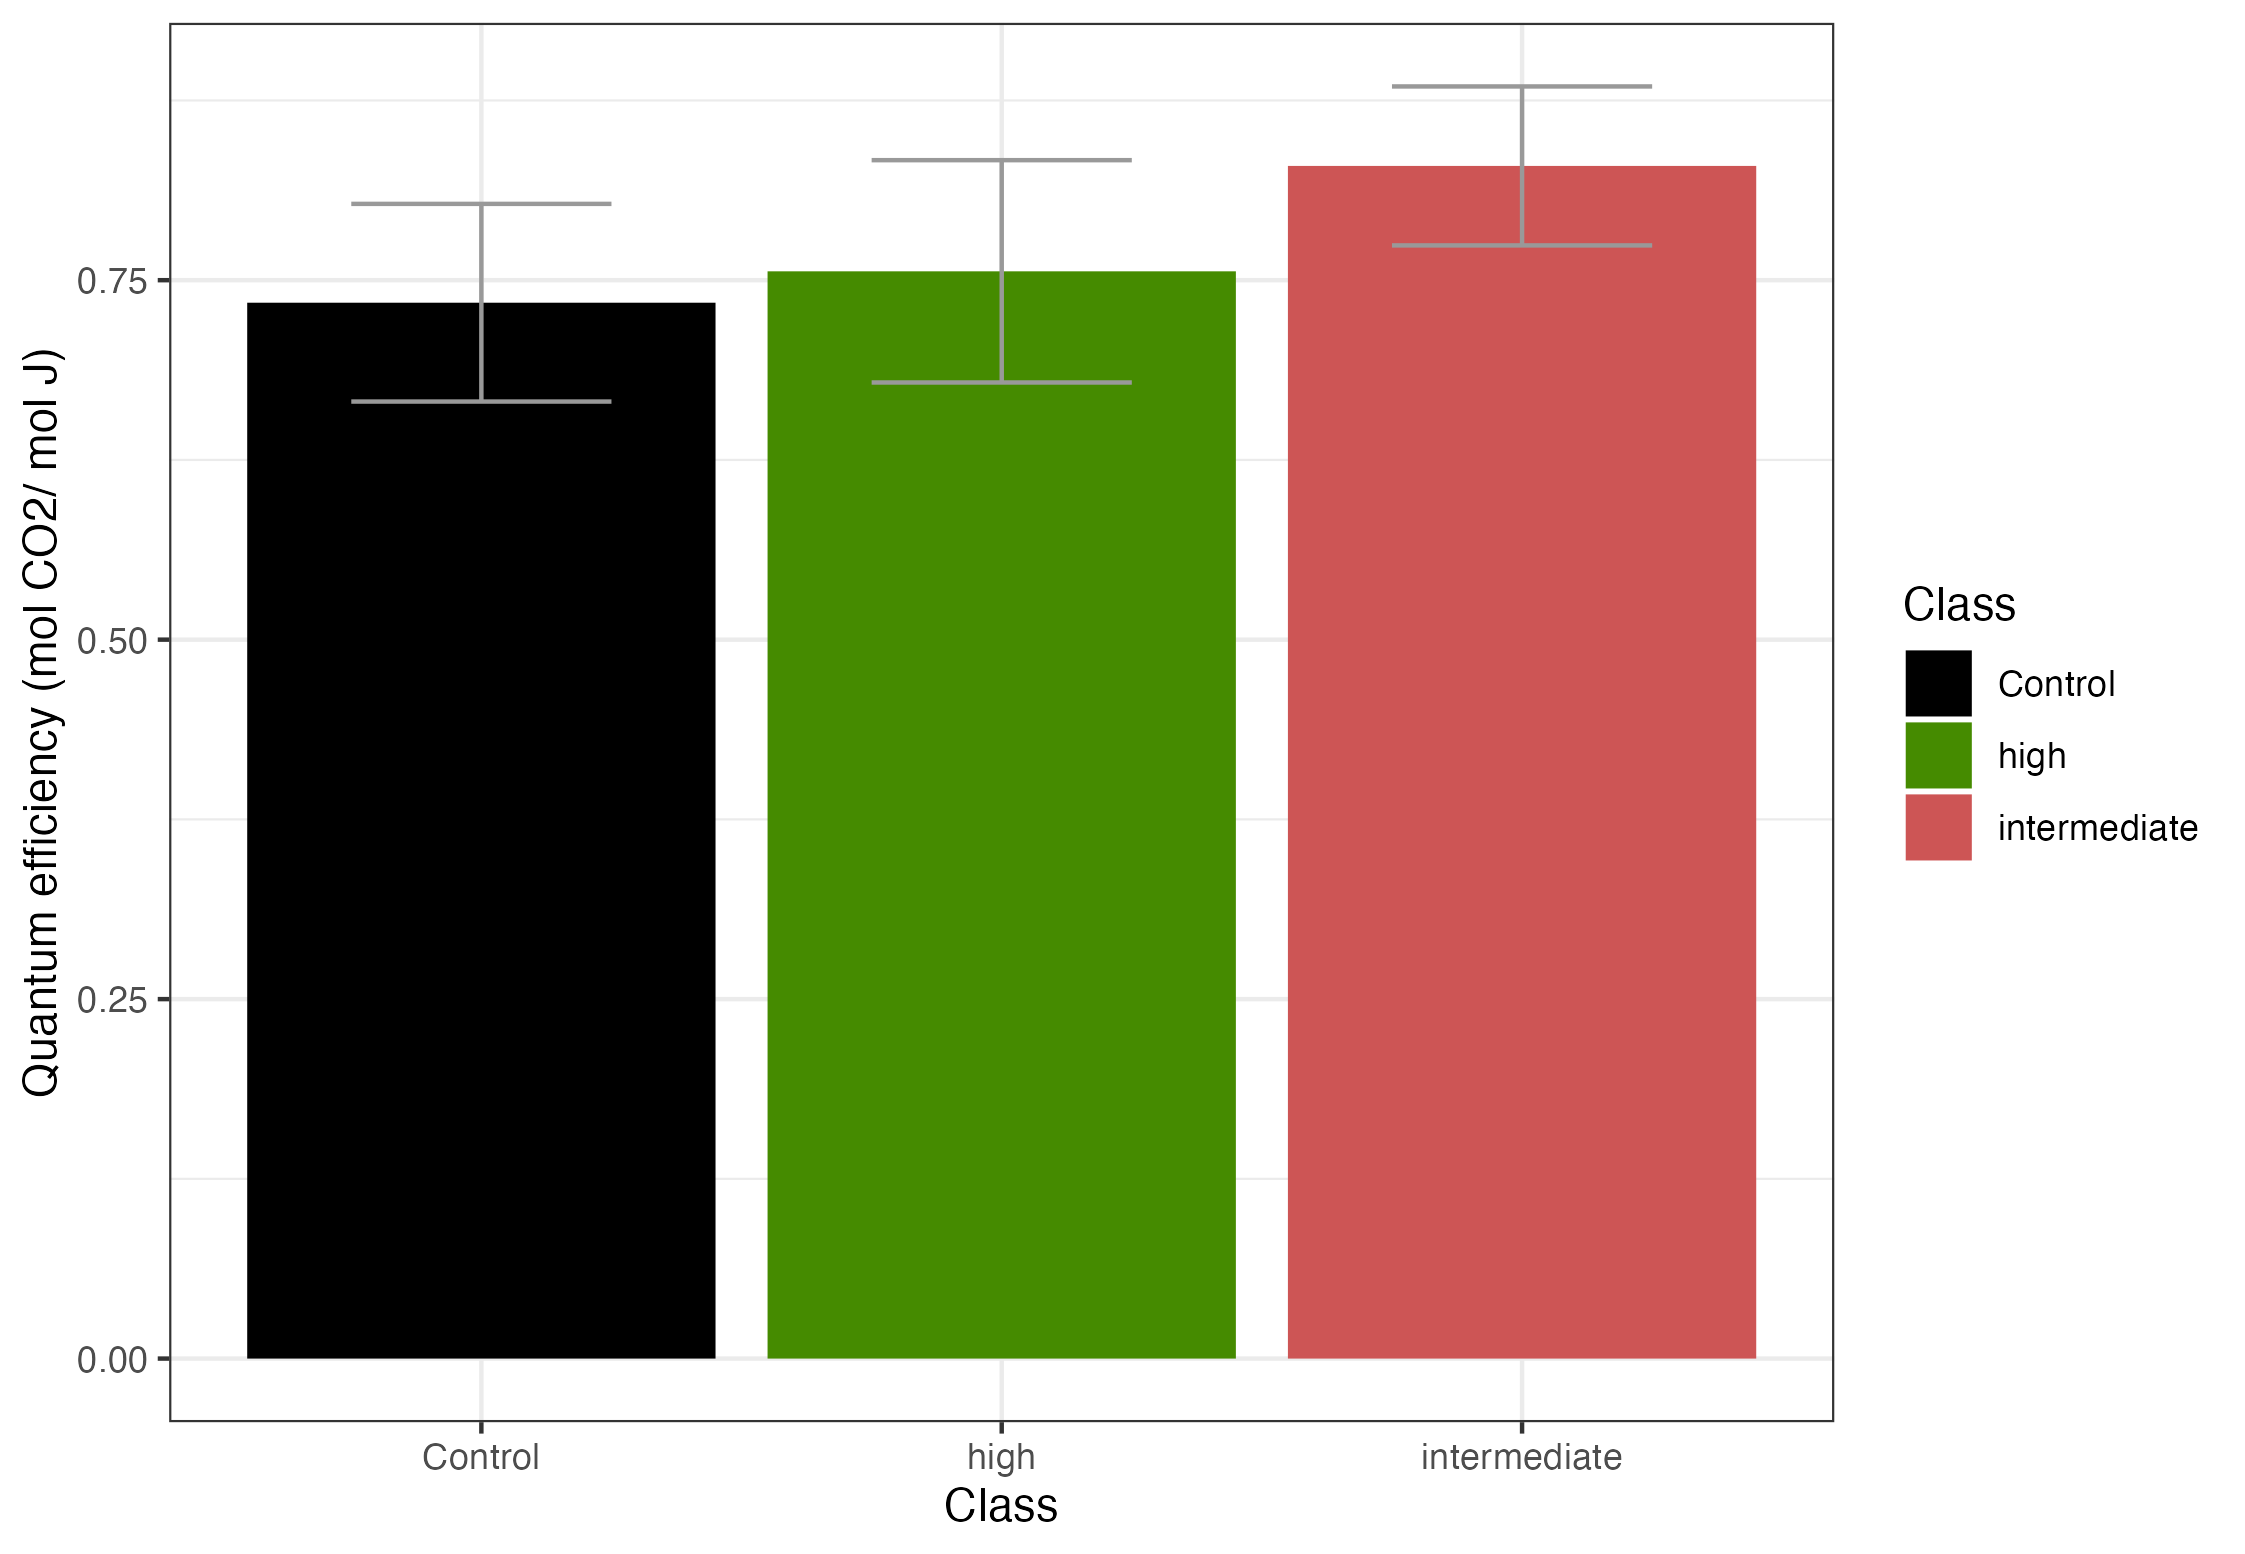 Quantum efficiency (mol CO2/ mol J)
0.75
0.50
0.25
0.00
Control
high
intermediate
Class
Class
Control
high
intermediate